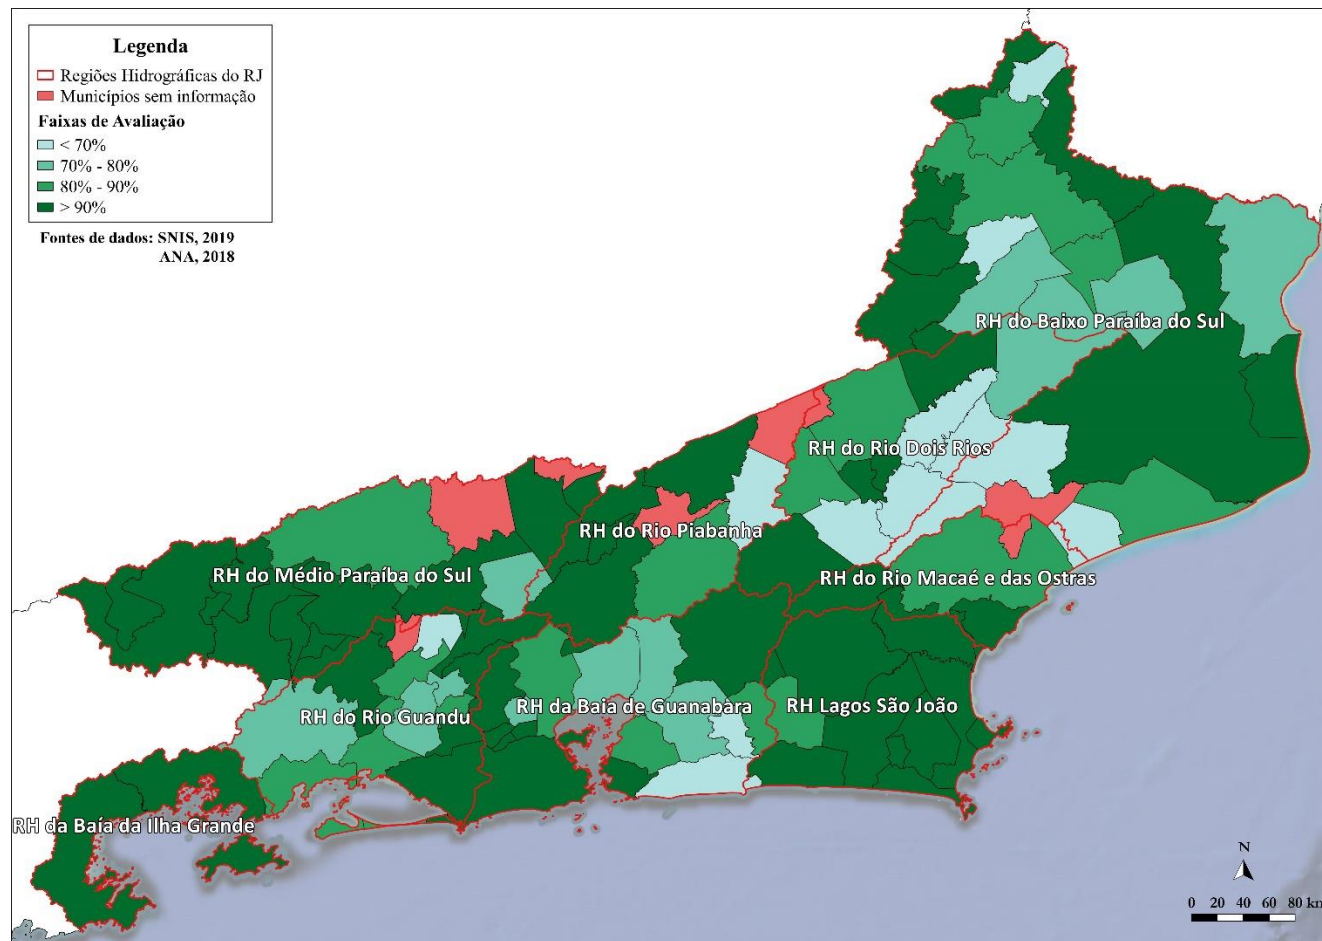 Legenda
Regiões Hidrográficas do RJ
Municípios sem informação
Faixas de Avaliação
< 70%
70% - 80%
80% - 90%
> 90%
Fontes de dados: SNIS, 2019
ANA, 2018
RH do Baixo Paraíba do Sul
RH do Rio Dois Rios
RH do Rio Piabanha
RH do Médio Paraíba do Sul
RH do Rio Macaé e das Ostras
RH do Rio Guandu
RH da Baia de Guanabara
RH Lagos São João
RH da Baía da Ilha Grande
N
0 20 40 60 80 km